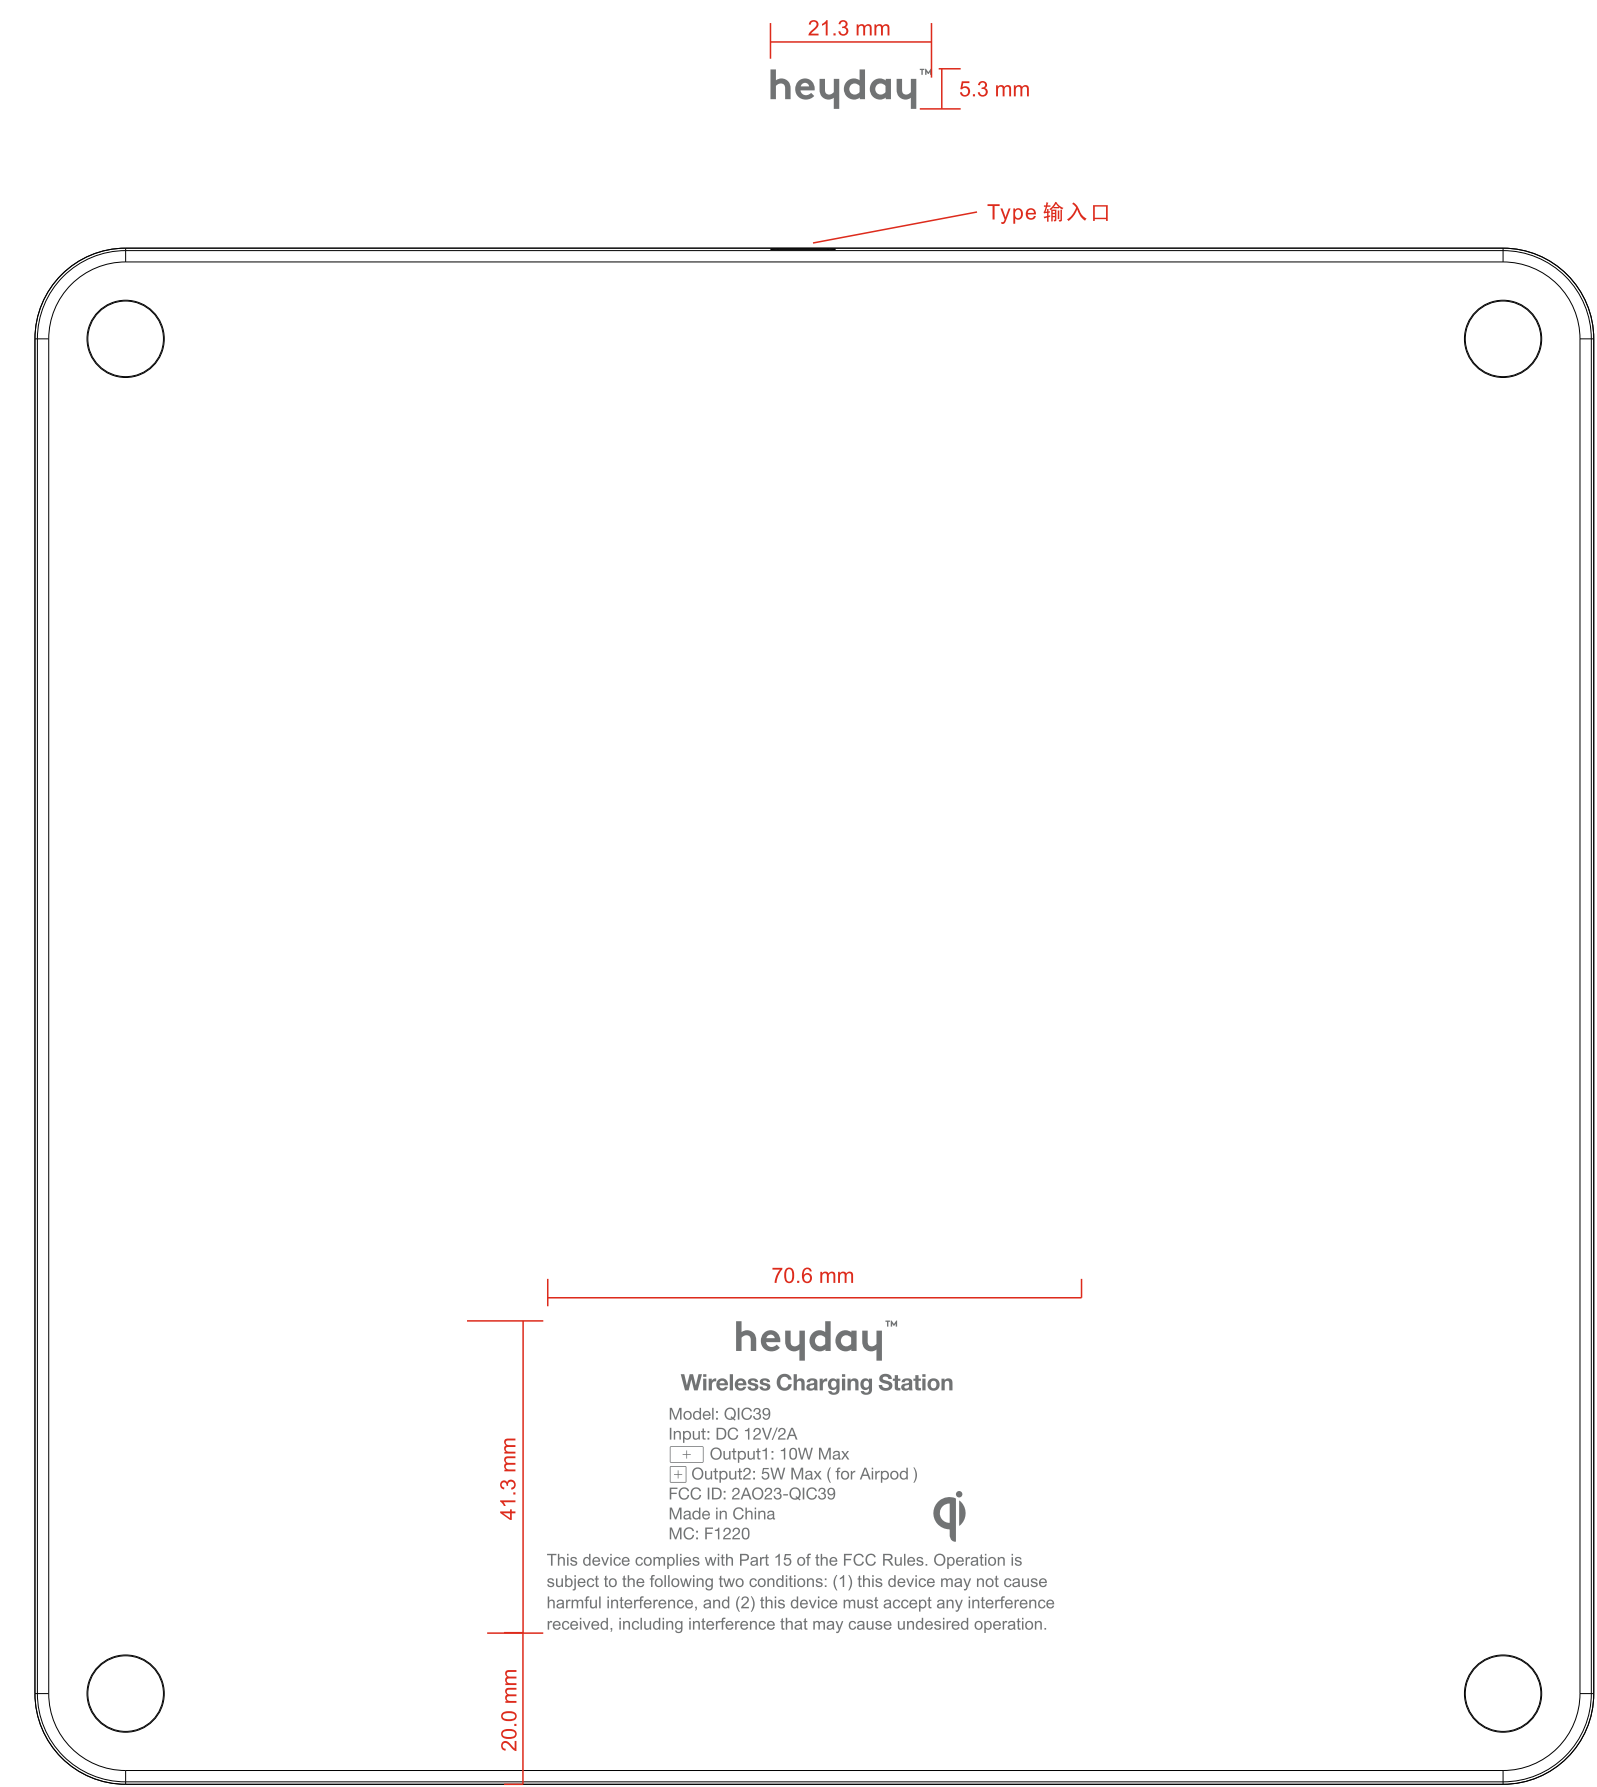 21.3 mm
heyday™
5.3 mm
Type 输入口
70.6 mm
heyday™
Wireless Charging Station
Model: QIC39
Input: DC 12V/2A
+ Output1: 10W Max
+ Output2: 5W Max ( for Airpod )
FCC ID: 2AO23-QIC39
Made in China
MC: F1220
qi
This device complies with Part 15 of the FCC Rules. Operation is
subject to the following two conditions: (1) this device may not cause
harmful interference, and (2) this device must accept any interference
received, including interference that may cause undesired operation.
41.3 mm
20.0 mm